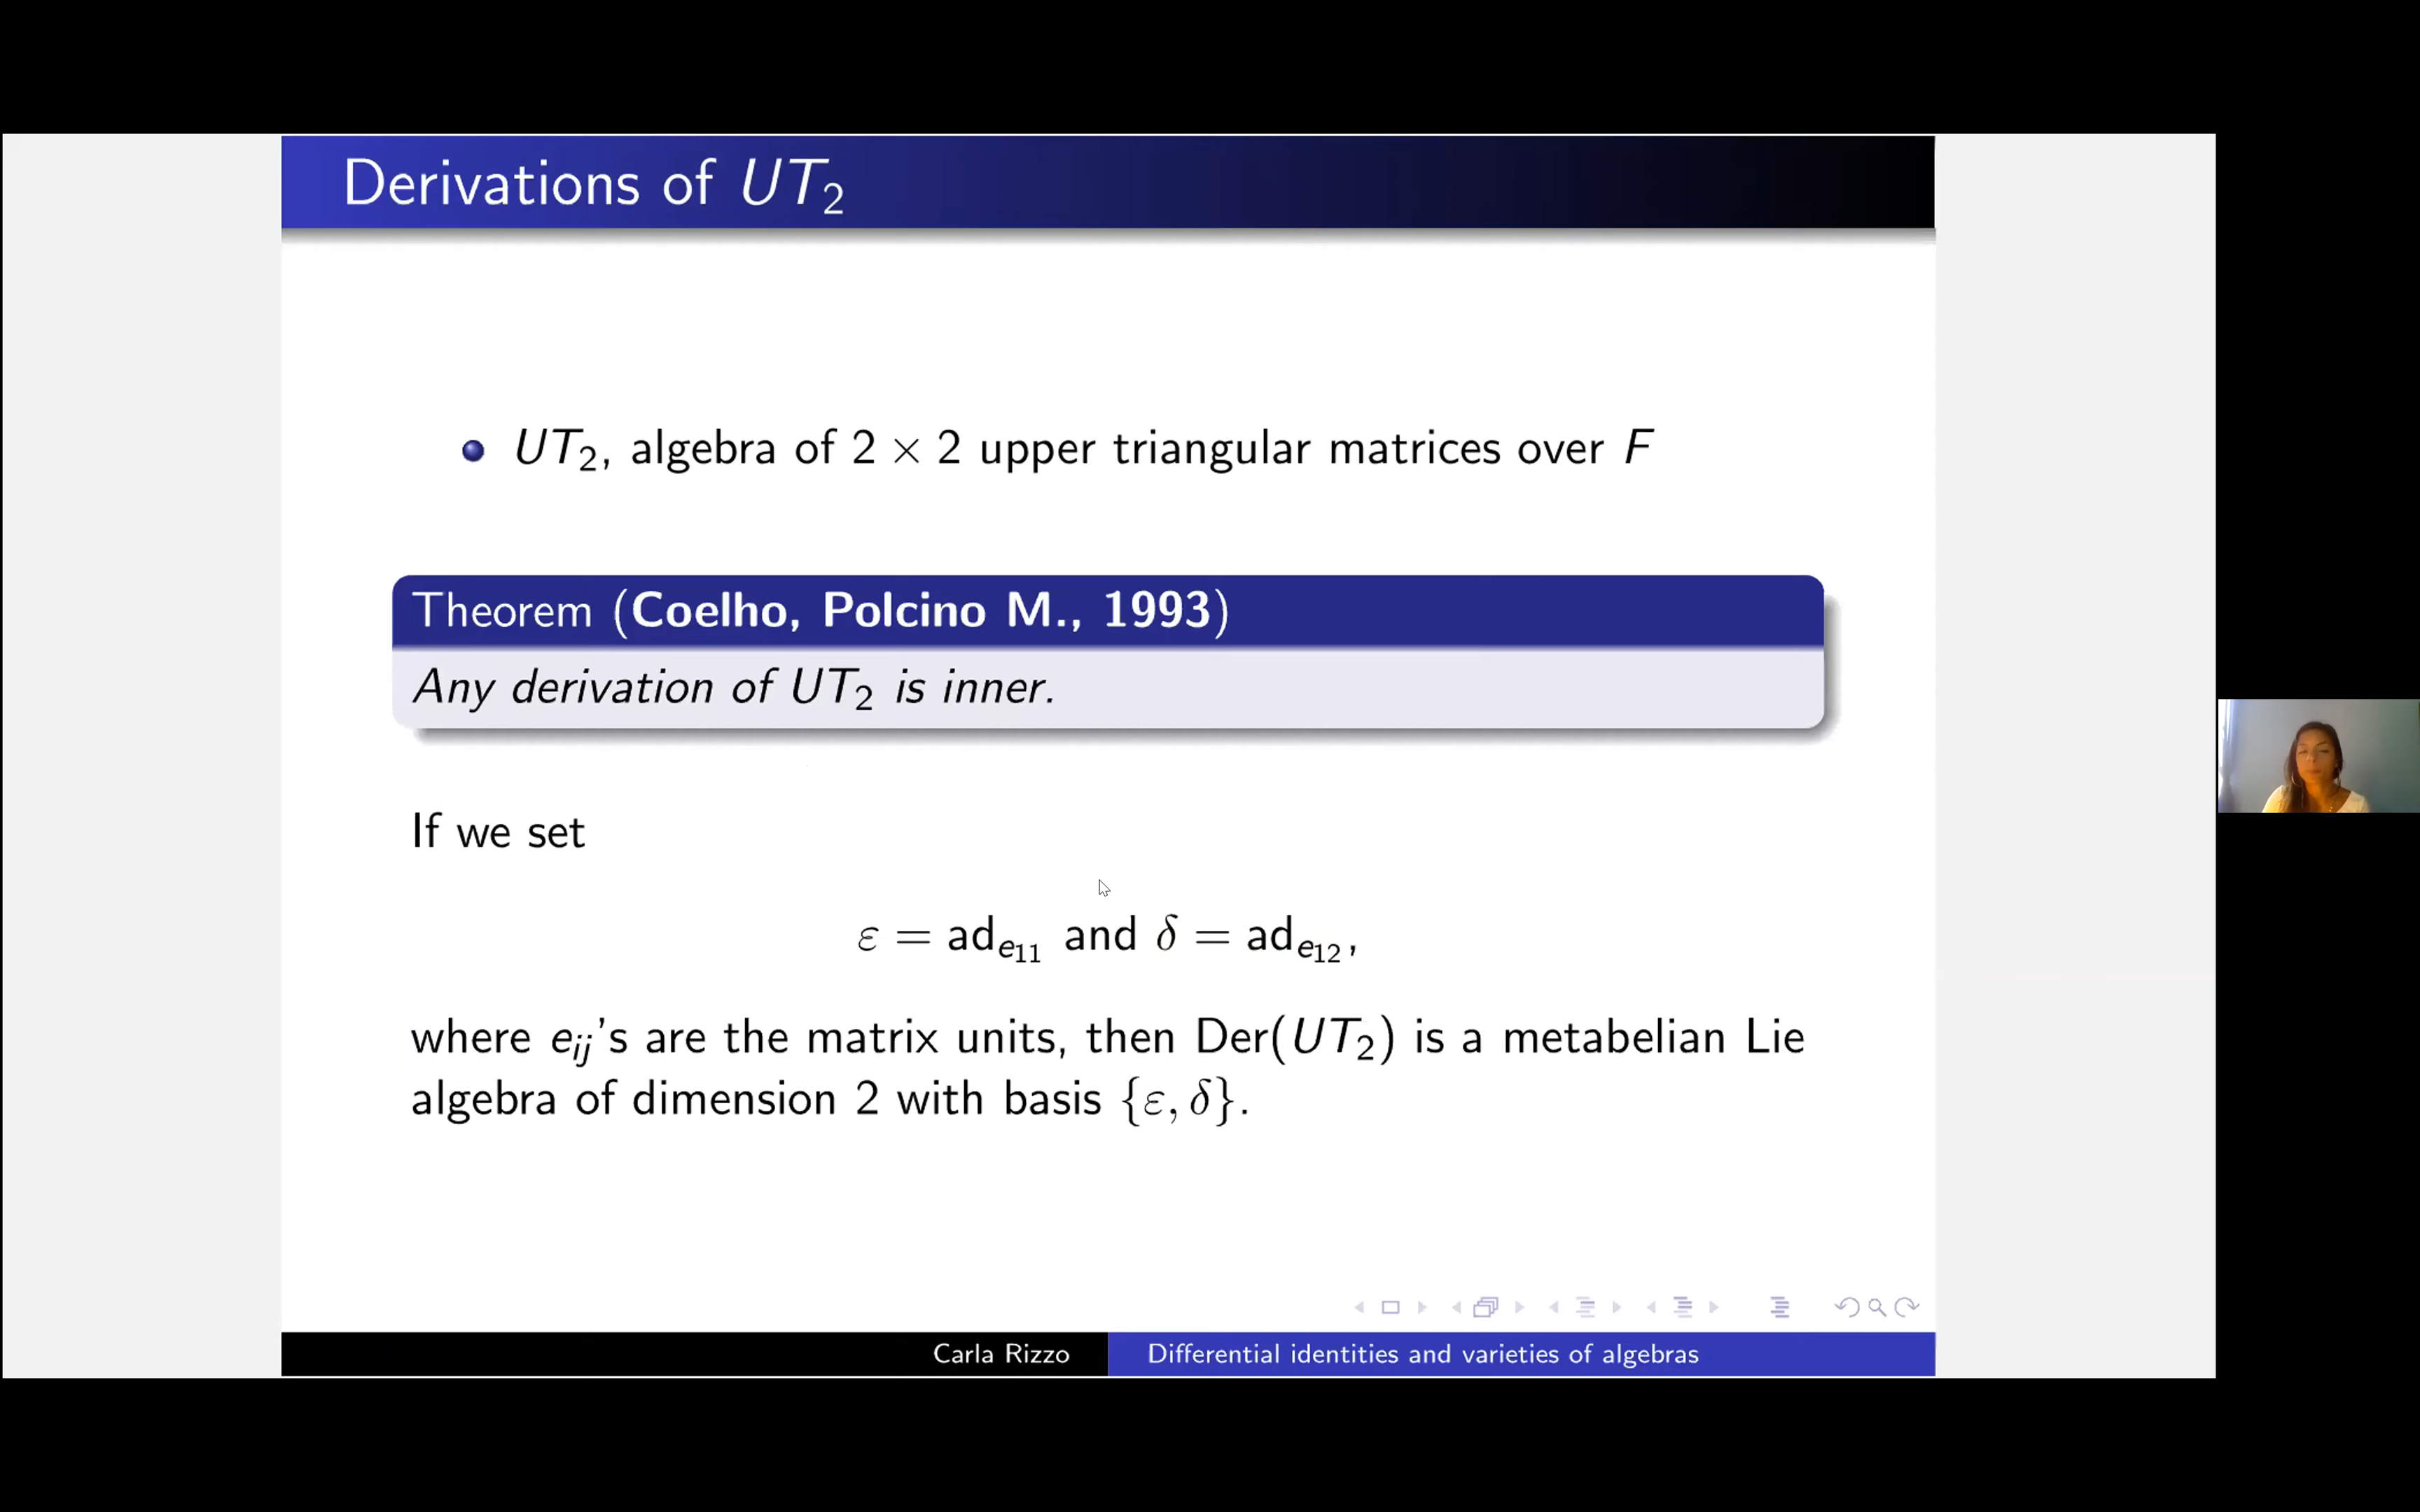 Derivations of UT₂
UT₂, algebra of 2 × 2 upper triangular matrices over F
Theorem (Coelho, Polcino M., 1993)
Any derivation of UT₂ is inner.
If we set
ε = ad_{e₁₁} and δ = ad_{e₁₂},
where e_{ij}'s are the matrix units, then Der(UT₂) is a metabelian Lie
algebra of dimension 2 with basis {ε, δ}.
Carla Rizzo
Differential identities and varieties of algebras